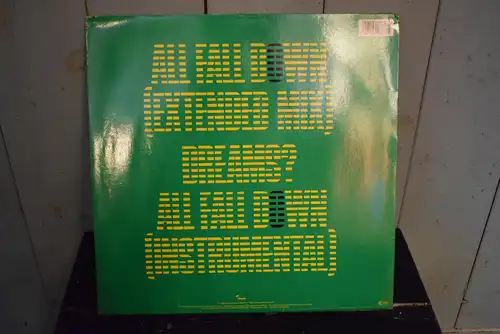 ALL FALL DOWN
(EXTENDED MIX)
DREAMS?
ALL FALL DOWN
(INSTRUMENTAL)